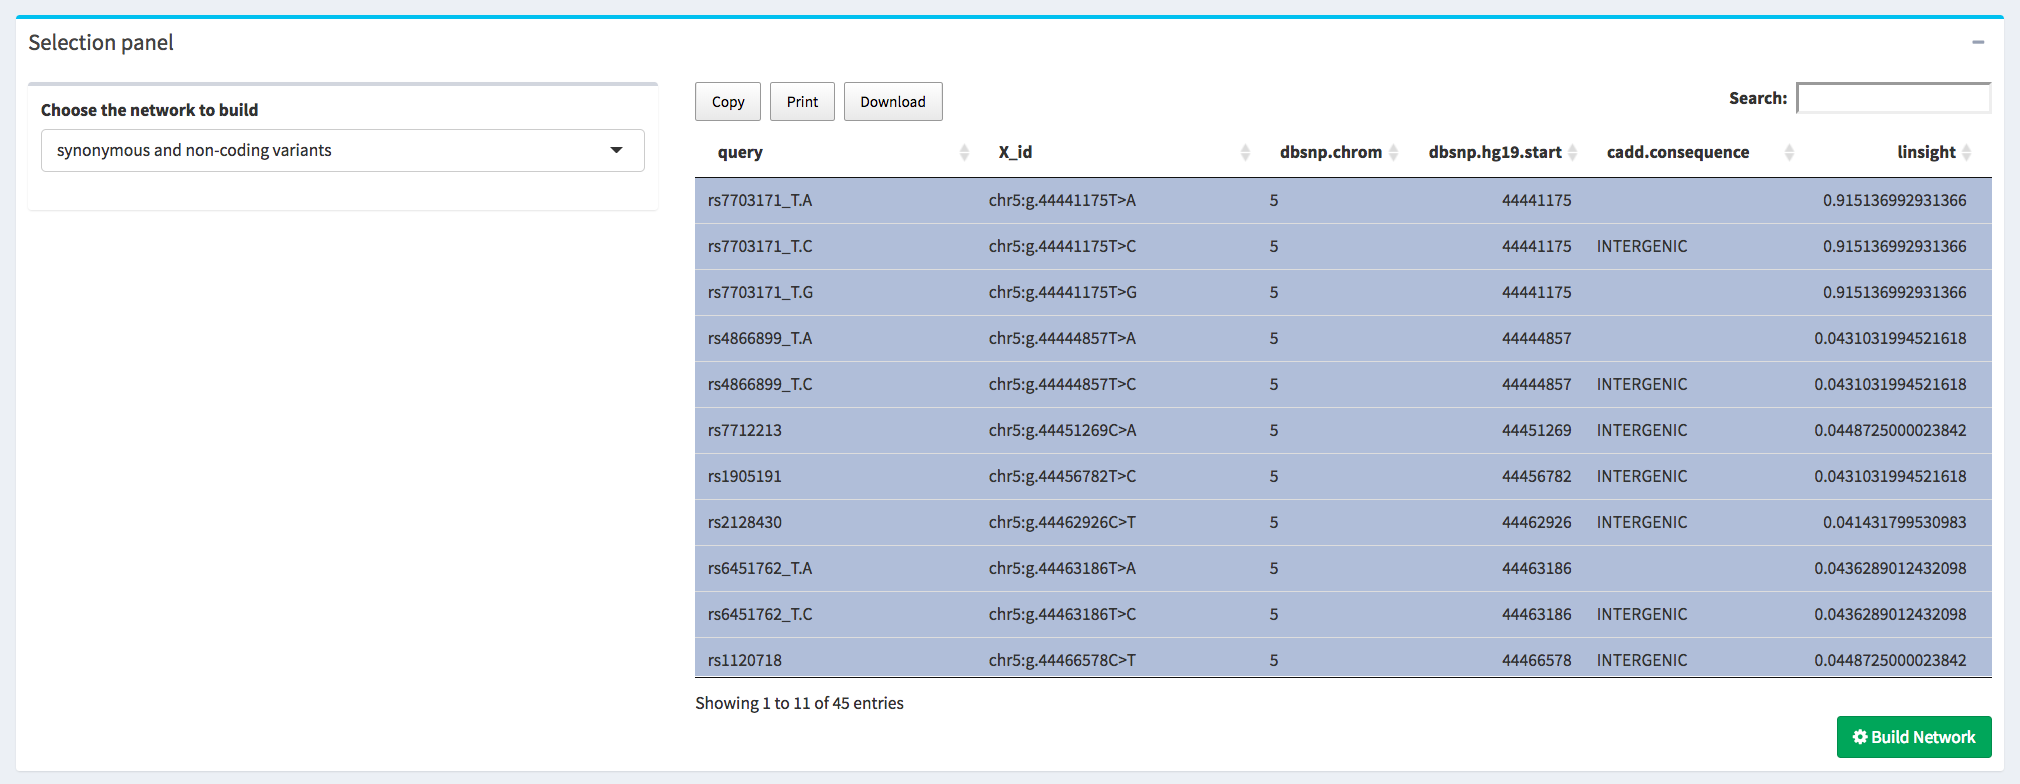 Selection panel
Choose the network to build
synonymous and non-coding variants
Copy Print Download Search:
query X_id dbsnp.chrom dbsnp.hg19.start cadd.consequence linsight
rs7703171_T.A chr5:g.44441175T>A 5 44441175 0.915136992931366
rs7703171_T.C chr5:g.44441175T>C 5 44441175 INTERGENIC 0.915136992931366
rs7703171_T.G chr5:g.44441175T>G 5 44441175 0.915136992931366
rs4866899_T.A chr5:g.44444857T>A 5 44444857 0.0431031994521618
rs4866899_T.C chr5:g.44444857T>C 5 44444857 INTERGENIC 0.0431031994521618
rs7712213 chr5:g.44451269C>A 5 44451269 INTERGENIC 0.0448725000023842
rs1905191 chr5:g.44456782T>C 5 44456782 INTERGENIC 0.0431031994521618
rs2128430 chr5:g.44462926C>T 5 44462926 INTERGENIC 0.041431799530983
rs6451762_T.A chr5:g.44463186T>A 5 44463186 0.0436289012432098
rs6451762_T.C chr5:g.44463186T>C 5 44463186 INTERGENIC 0.0436289012432098
rs1120718 chr5:g.44466578C>T 5 44466578 INTERGENIC 0.0448725000023842
Showing 1 to 11 of 45 entries
Build Network